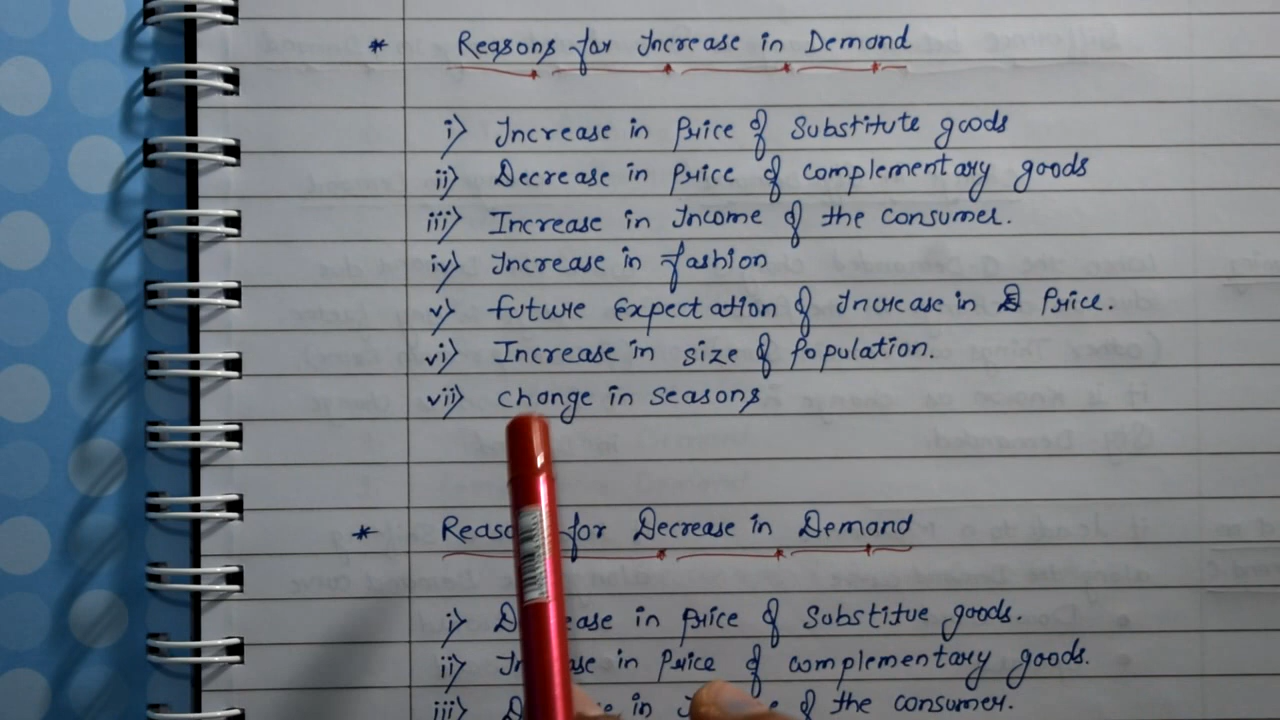 * Reasons for Increase in Demand
i) Increase in Price of Substitute goods
ii) Decrease in Price of complementary goods
iii) Increase in Income of the consumer.
iv) Increase in fashion
v) future Expectation of Increase in Price.
vi) Increase in size of Population.
vii) change in seasons
* for Decrease in Demand
i) in Price of Substitue goods.
ii) in Price of complementary goods.
iii) in of the consumer.